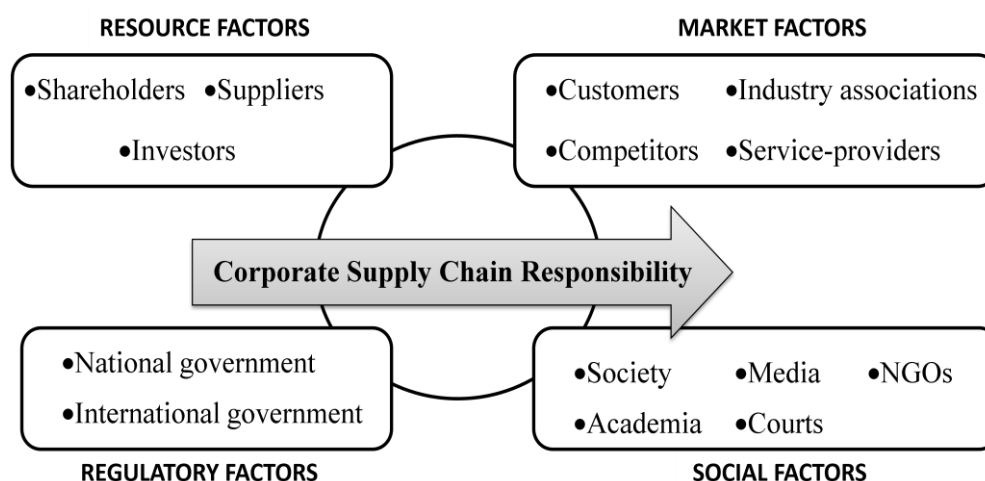 RESOURCE FACTORS
•Shareholders •Suppliers
•Investors
MARKET FACTORS
•Customers •Industry associations
•Competitors •Service-providers
Corporate Supply Chain Responsibility
•National government
•International government
REGULATORY FACTORS
•Society •Media •NGOs
•Academia •Courts
SOCIAL FACTORS